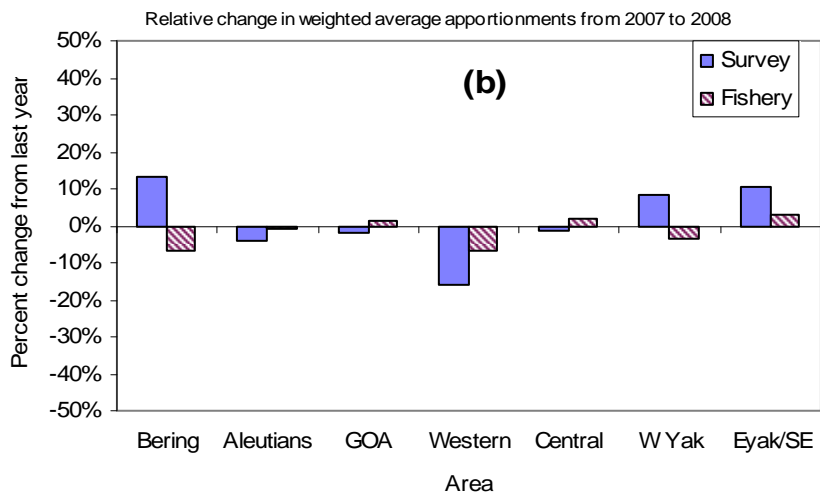 Relative change in weighted average apportionments from 2007 to 2008
50%
40%
30%
20%
10%
0%
-10%
-20%
-30%
-40%
-50%
Percent change from last year
(b)
Survey
Fishery
Bering Aleutians GOA Western Central W Yak Eyak/SE
Area